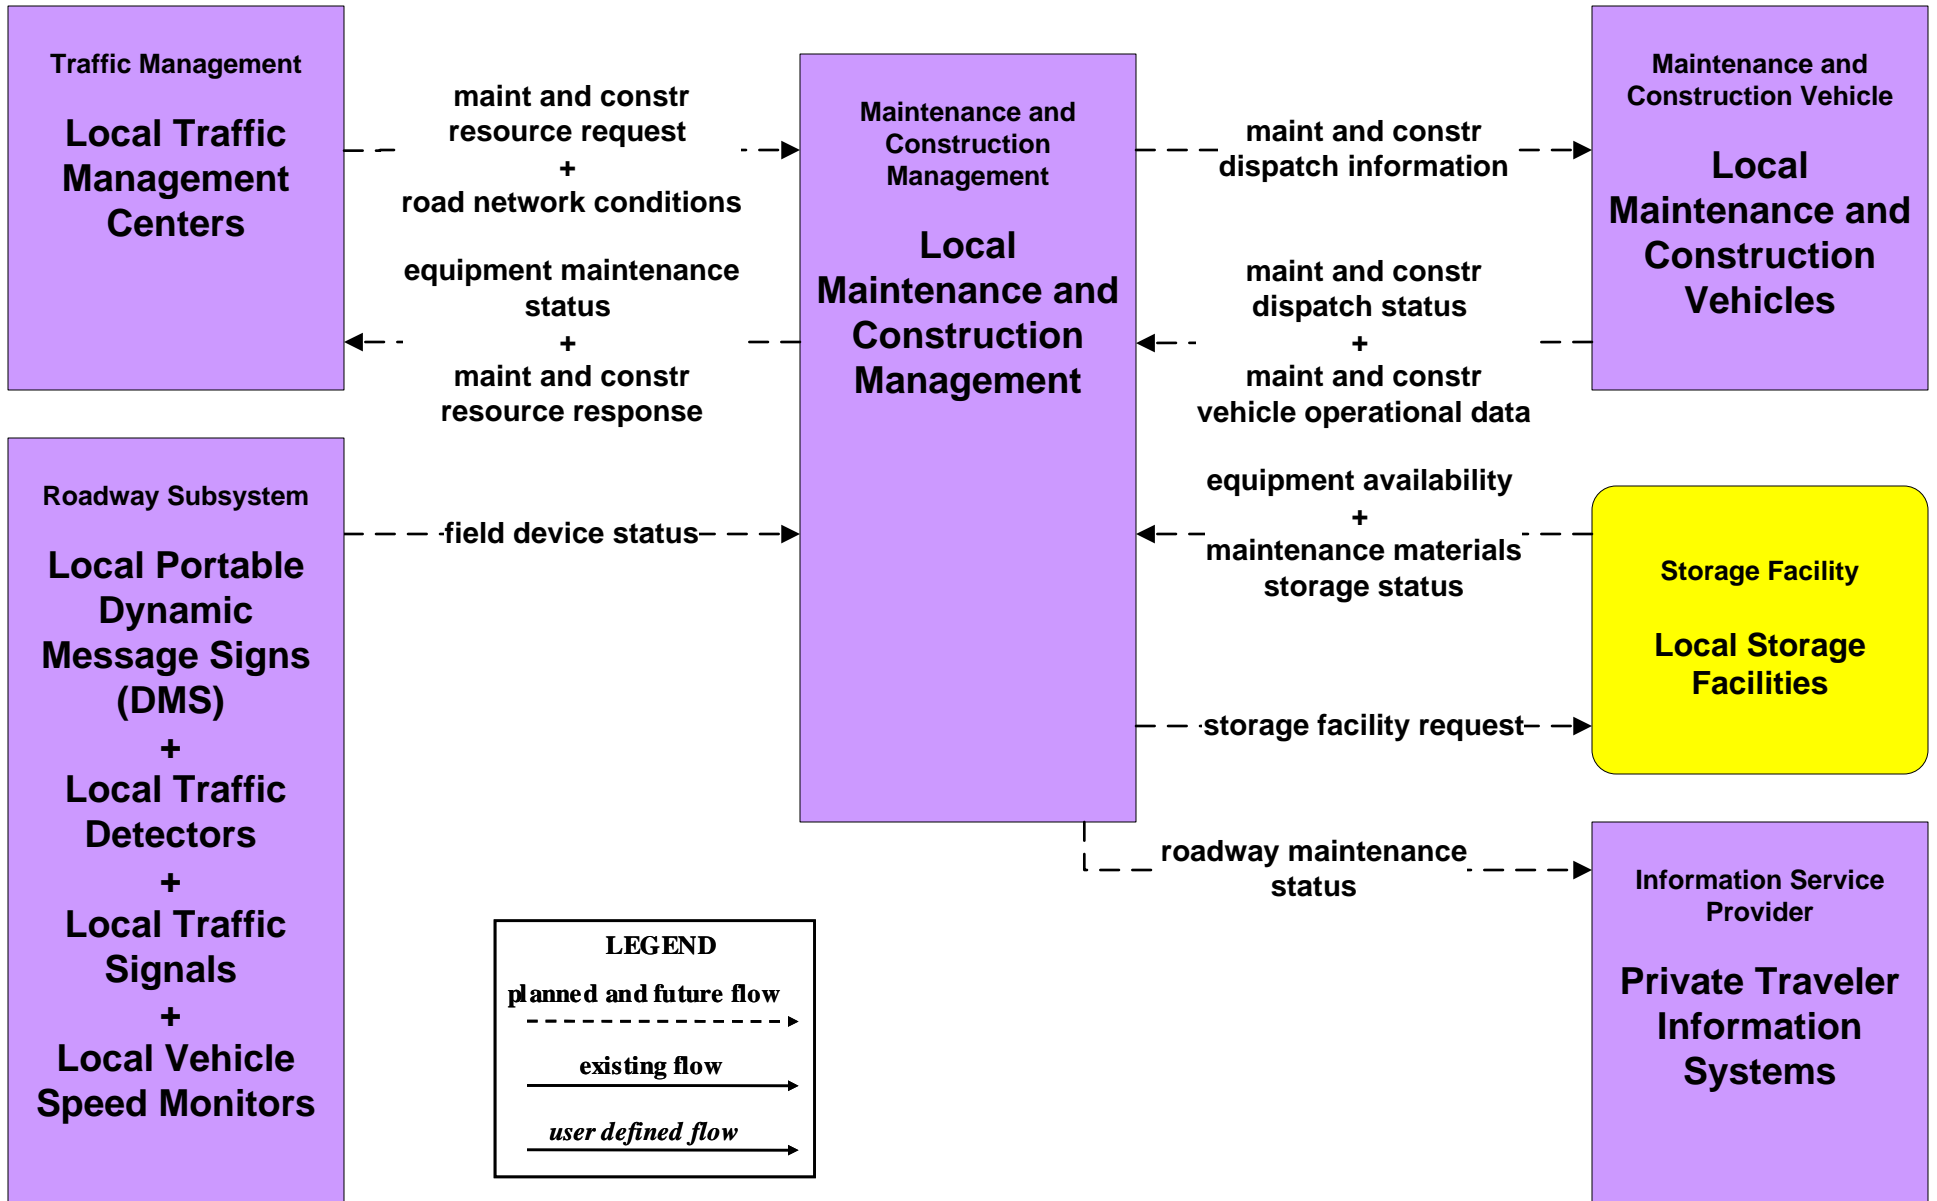 Traffic Management
Local Traffic
Management
Centers
maint and constr
resource request
+
road network conditions
equipment maintenance
status
+
maint and constr
resource response
Maintenance and
Construction
Management
Local
Maintenance and
Construction
Management
maint and constr
dispatch information
maint and constr
dispatch status
+
maint and constr
vehicle operational data
Maintenance and
Construction Vehicle
Local
Maintenance and
Construction
Vehicles
Roadway Subsystem
Local Portable
Dynamic
Message Signs
(DMS)
+
Local Traffic
Detectors
+
Local Traffic
Signals
+
Local Vehicle
Speed Monitors
field device status
equipment availability
+
maintenance materials
storage status
storage facility request
Storage Facility
Local Storage
Facilities
roadway maintenance
status
Information Service
Provider
Private Traveler
Information
Systems
LEGEND
planned and future flow
existing flow
user defined flow